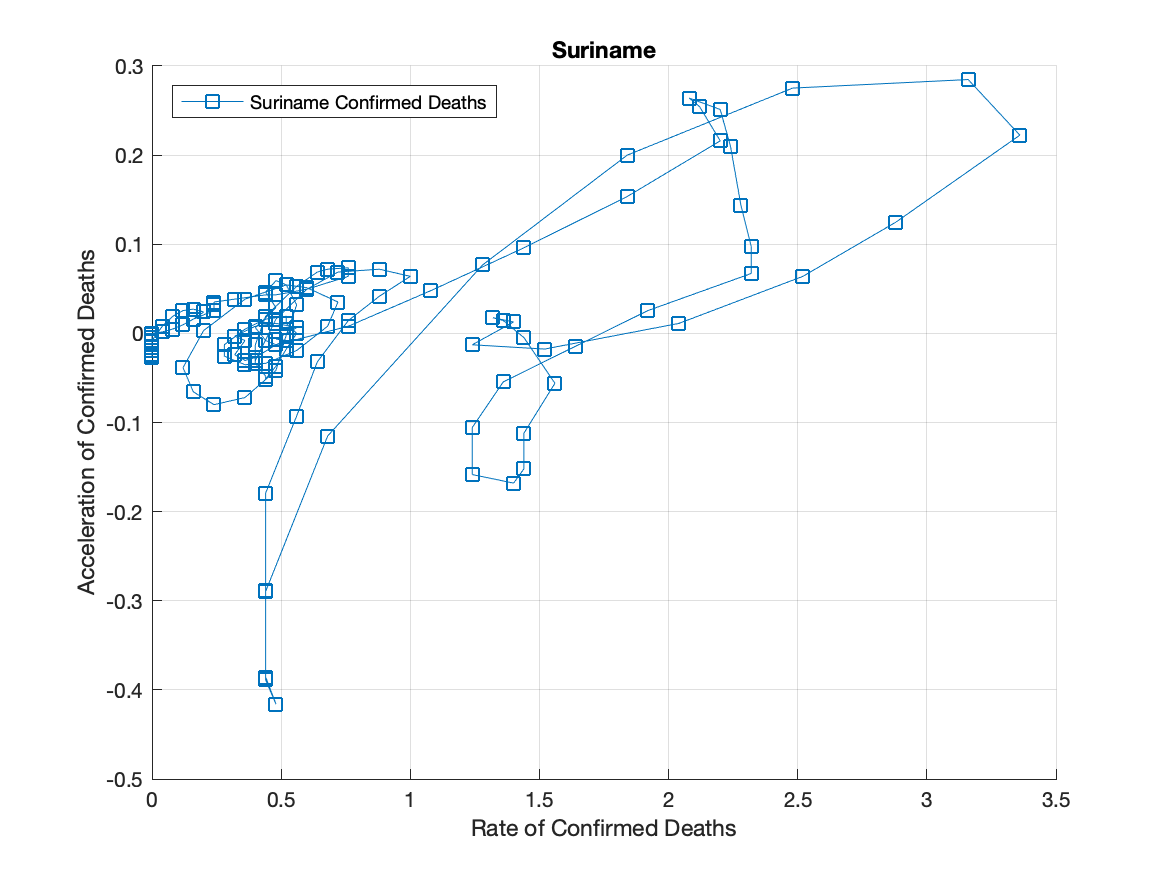 Suriname
Suriname Confirmed Deaths
Acceleration of Confirmed Deaths
0.3
0.2
0.1
0
-0.1
-0.2
-0.3
-0.4
-0.5
0 0.5 1 1.5 2 2.5 3 3.5
Rate of Confirmed Deaths